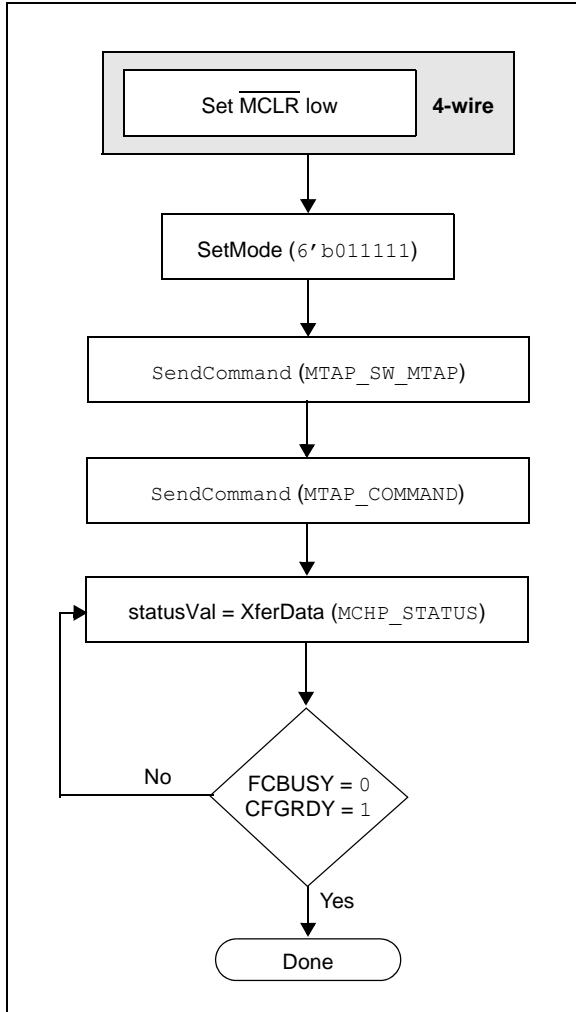 Set MCLR low
4-wire
SetMode (6'b011111)
SendCommand (MTAP_SW_MTAP)
SendCommand (MTAP_COMMAND)
statusVal = XferData (MCHP_STATUS)
No
FCBUSY = 0
CFGRDY = 1
Yes
Done